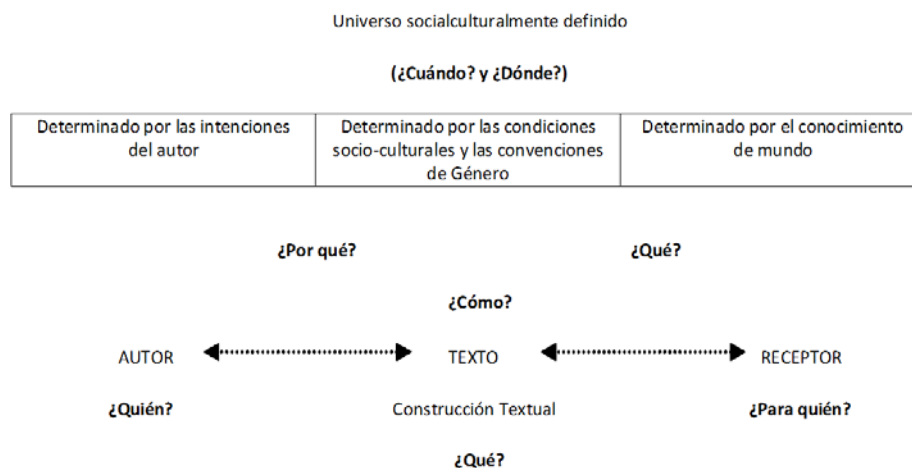 Universo socialculturalmente definido
(¿Cuándo? y ¿Dónde?)
Determinado por las intenciones
del autor
Determinado por las condiciones
socio-culturales y las convenciones
de Género
Determinado por el conocimiento
de mundo
¿Por qué?
¿Qué?
¿Cómo?
AUTOR
TEXTO
RECEPTOR
¿Quién?
Construcción Textual
¿Para quién?
¿Qué?